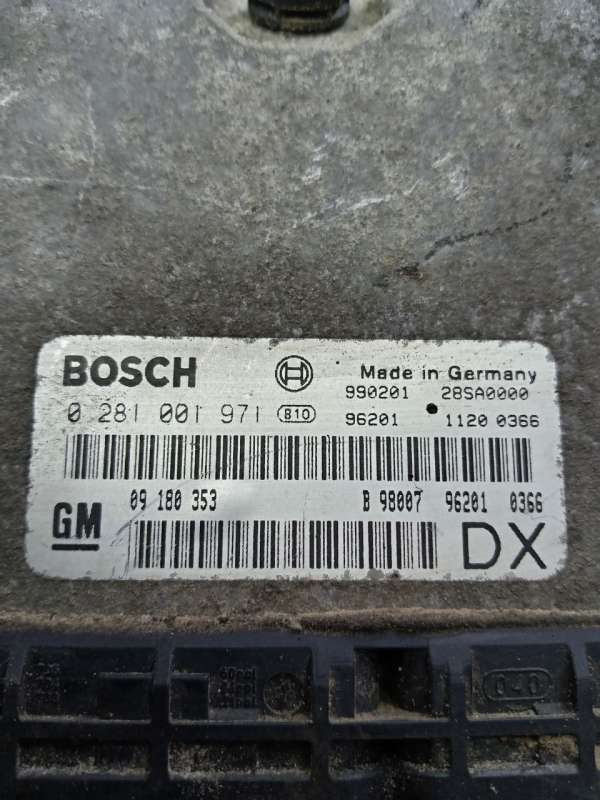 BOSCH
Made in Germany
990201 28SA0000
0 281 001 971 B10
96201 1120 0366
GM
09 180 353
B 98007 96201 0366
DX